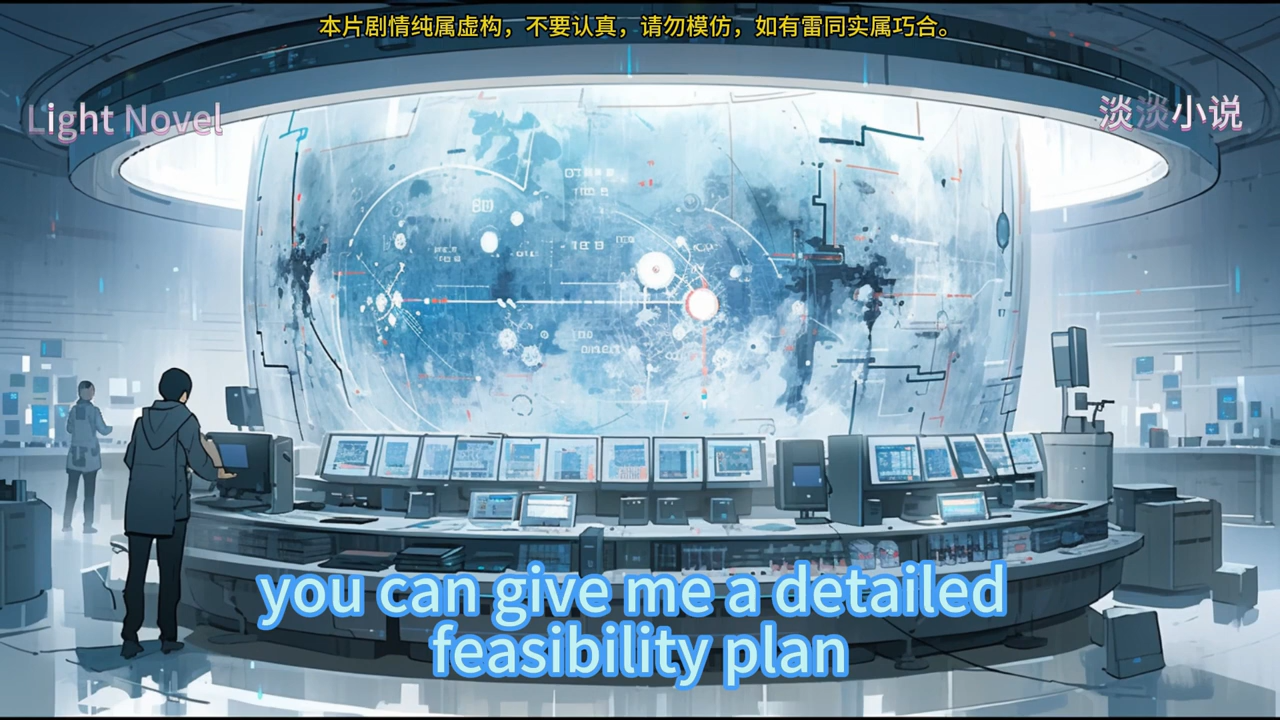 本片剧情纯属虚构，不要认真，请勿模仿，如有雷同实属巧合。
Light Novel
淡淡小说
you can give me a detailed
feasibility plan